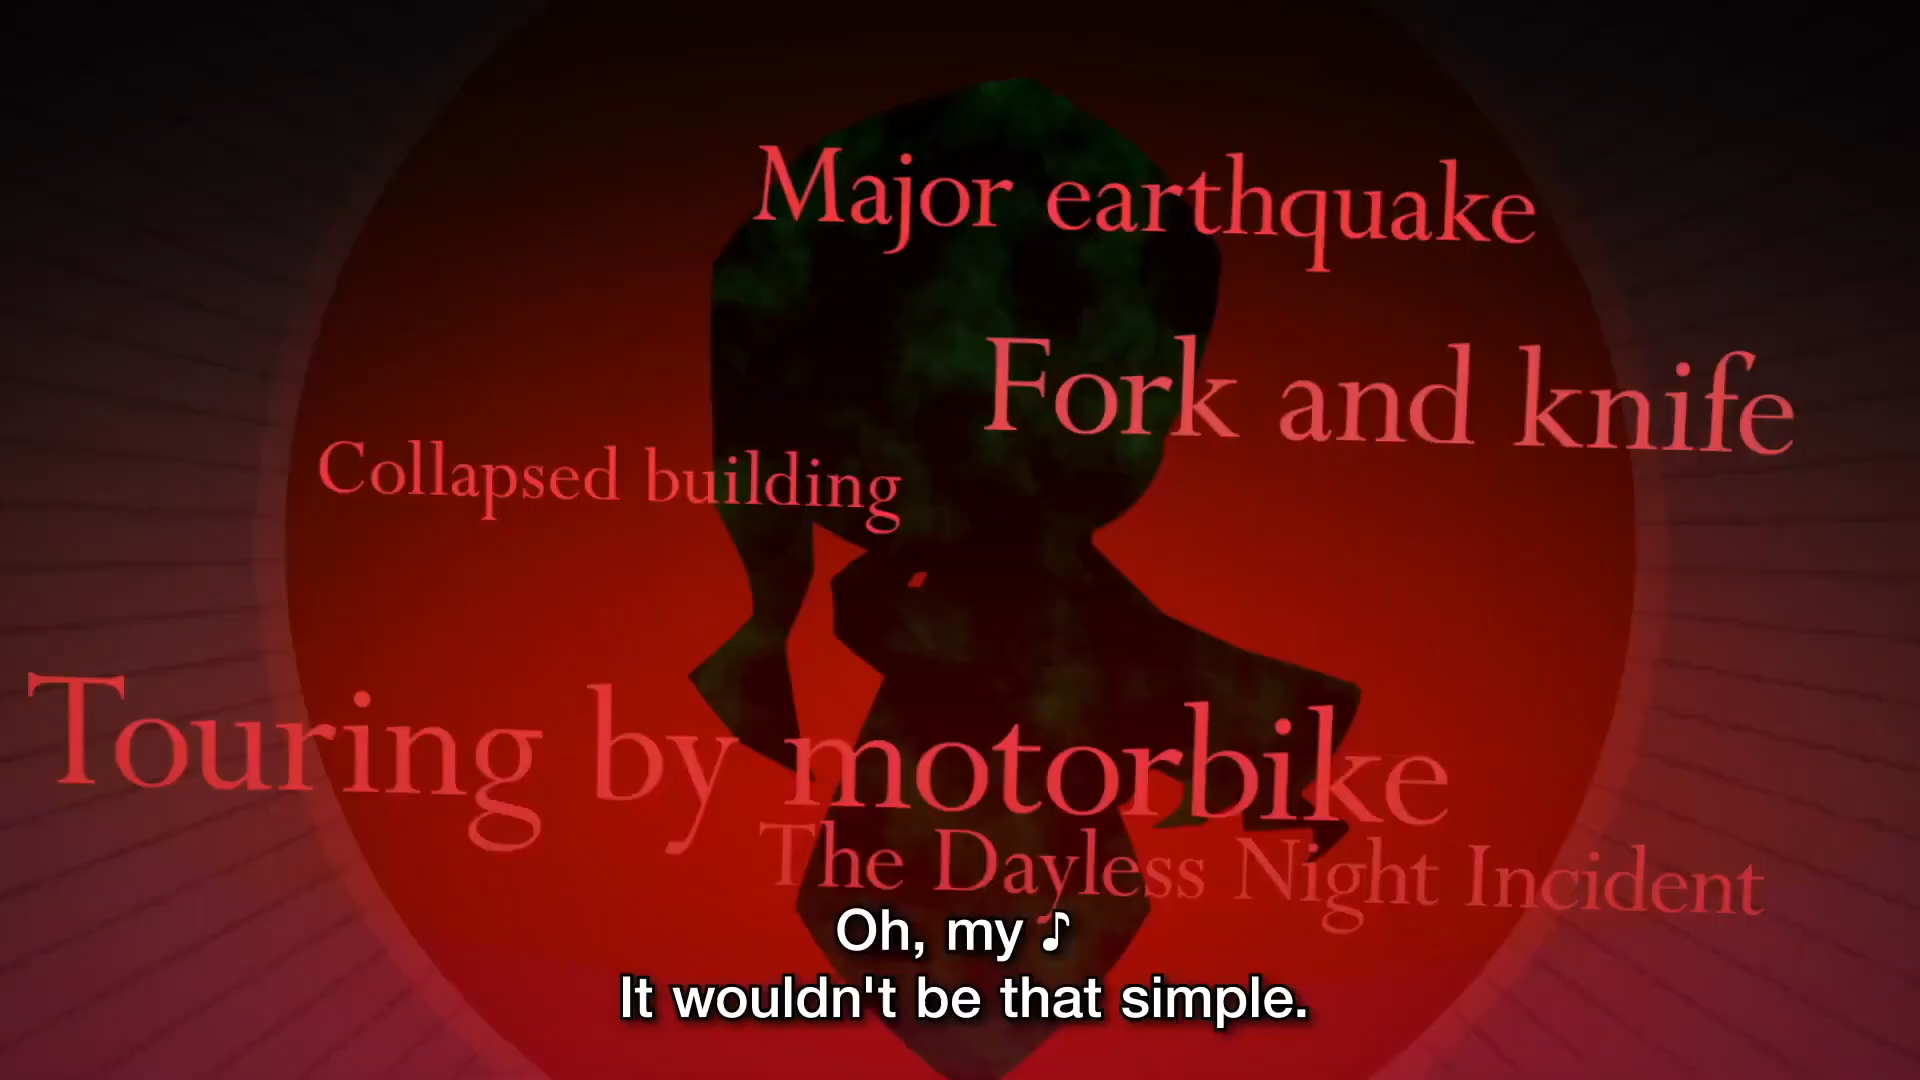 Major earthquake
Fork and knife
Collapsed building
Touring by motorbike
The Dayless Night Incident
Oh, my ♪
It wouldn't be that simple.